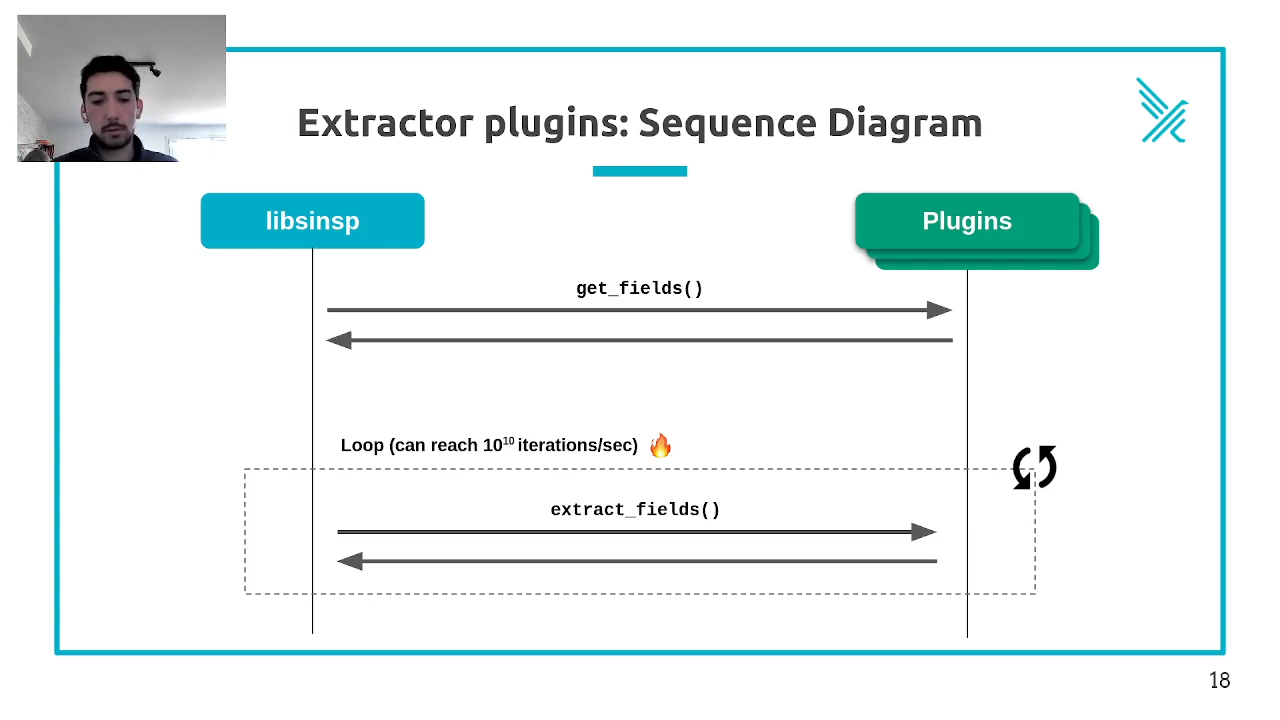 Extractor plugins: Sequence Diagram
libsinsp
Plugins
get_fields()
Loop (can reach 10¹⁰ iterations/sec) 🔥
extract_fields()
18